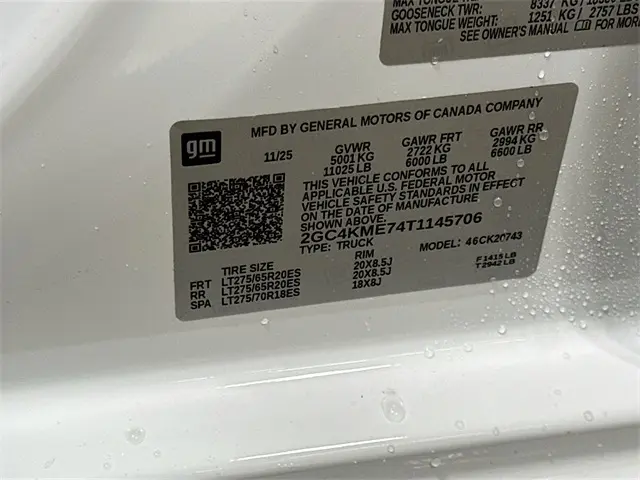 8337 KG/
GOOSENECK TWR:
MAX TONGUE WEIGHT: 1251 KG / 2757 LBS
SEE OWNER'S MANUAL FOR MORE
gm
MFD BY GENERAL MOTORS OF CANADA COMPANY
11/25 GVWR GAWR FRT GAWR RR
5001 KG 2722 KG 2994 KG
11025 LB 6000 LB 6600 LB
THIS VEHICLE CONFORMS TO ALL
APPLICABLE U.S. FEDERAL MOTOR
VEHICLE SAFETY STANDARDS IN EFFECT
ON THE DATE OF MANUFACTURE
SHOWN ABOVE.
2GC4KME74T1145706
TYPE: TRUCK MODEL: 46CK20743
TIRE SIZE RIM
FRT LT275/65R20ES 20X8.5J F 1415 LB
RR LT275/65R20ES 20X8.5J T 2942 LB
SPA LT275/70R18ES 18X8J